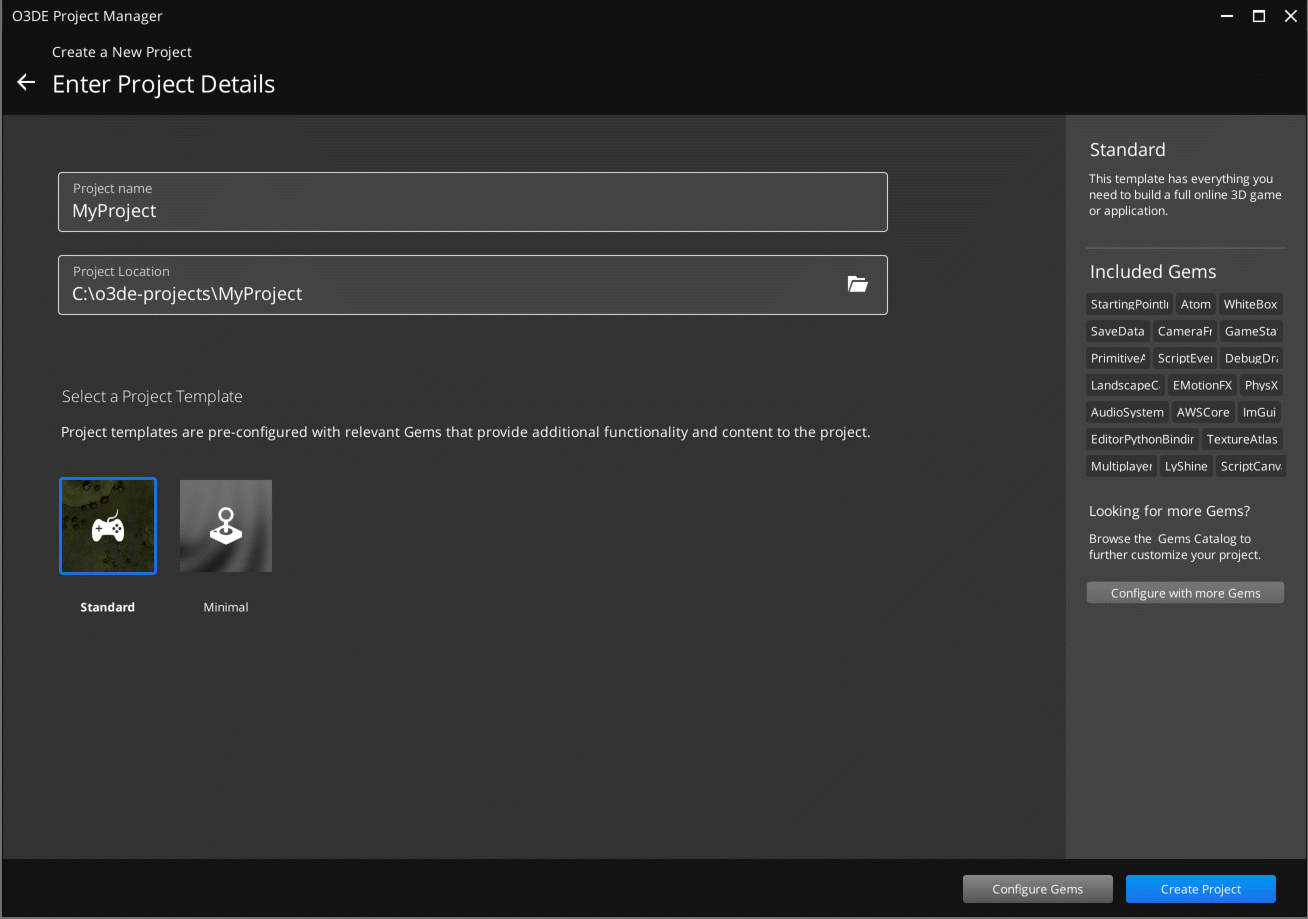 O3DE Project Manager
Create a New Project
Enter Project Details
Project name
MyProject
Project Location
C:\o3de-projects\MyProject
Select a Project Template
Project templates are pre-configured with relevant Gems that provide additional functionality and content to the project.
Standard Minimal
Standard
This template has everything you
need to build a full online 3D game
or application.
Included Gems
StartingPointI Atom WhiteBox
SaveData CameraFr GameSta
PrimitiveA ScriptEve DebugDra
LandscapeC EMotionFX PhysX
AudioSystem AWSCore ImGui
EditorPythonBindin TextureAtlas
Multiplayer LyShine ScriptCanv
Looking for more Gems?
Browse the Gems Catalog to
further customize your project.
Configure with more Gems
Configure Gems Create Project